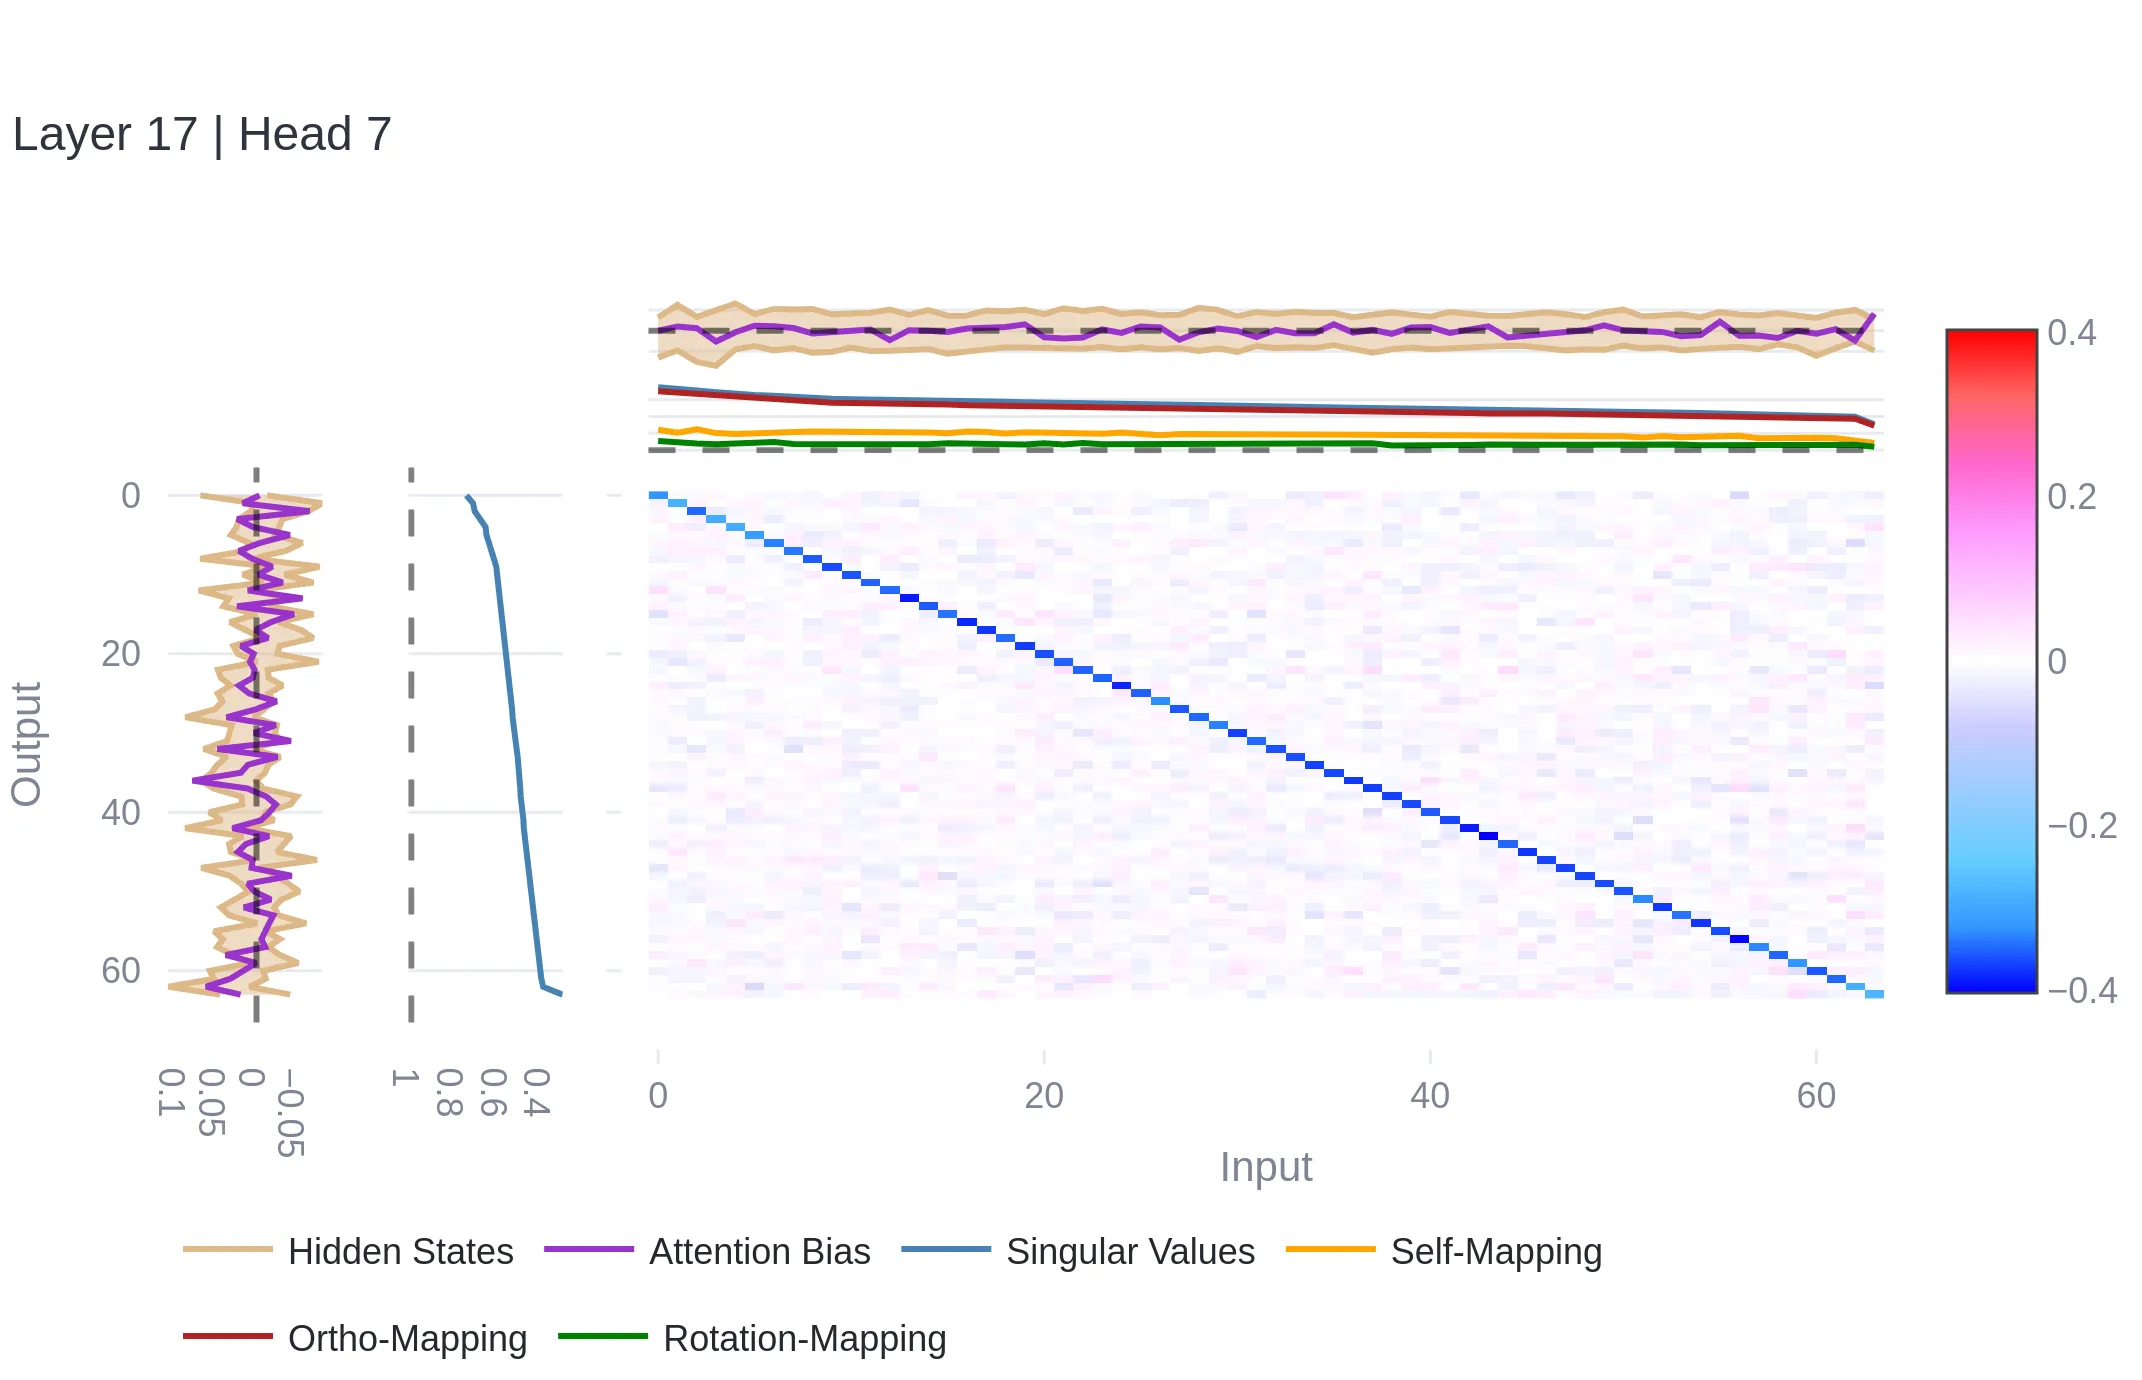 Layer 17 | Head 7
0.4
0.2
0
−0.2
−0.4
Output
0
20
40
60
0.1
0.05
0
−0.05
1
0.8
0.6
0.4
0
20
40
60
Input
Hidden States
Attention Bias
Singular Values
Self-Mapping
Ortho-Mapping
Rotation-Mapping